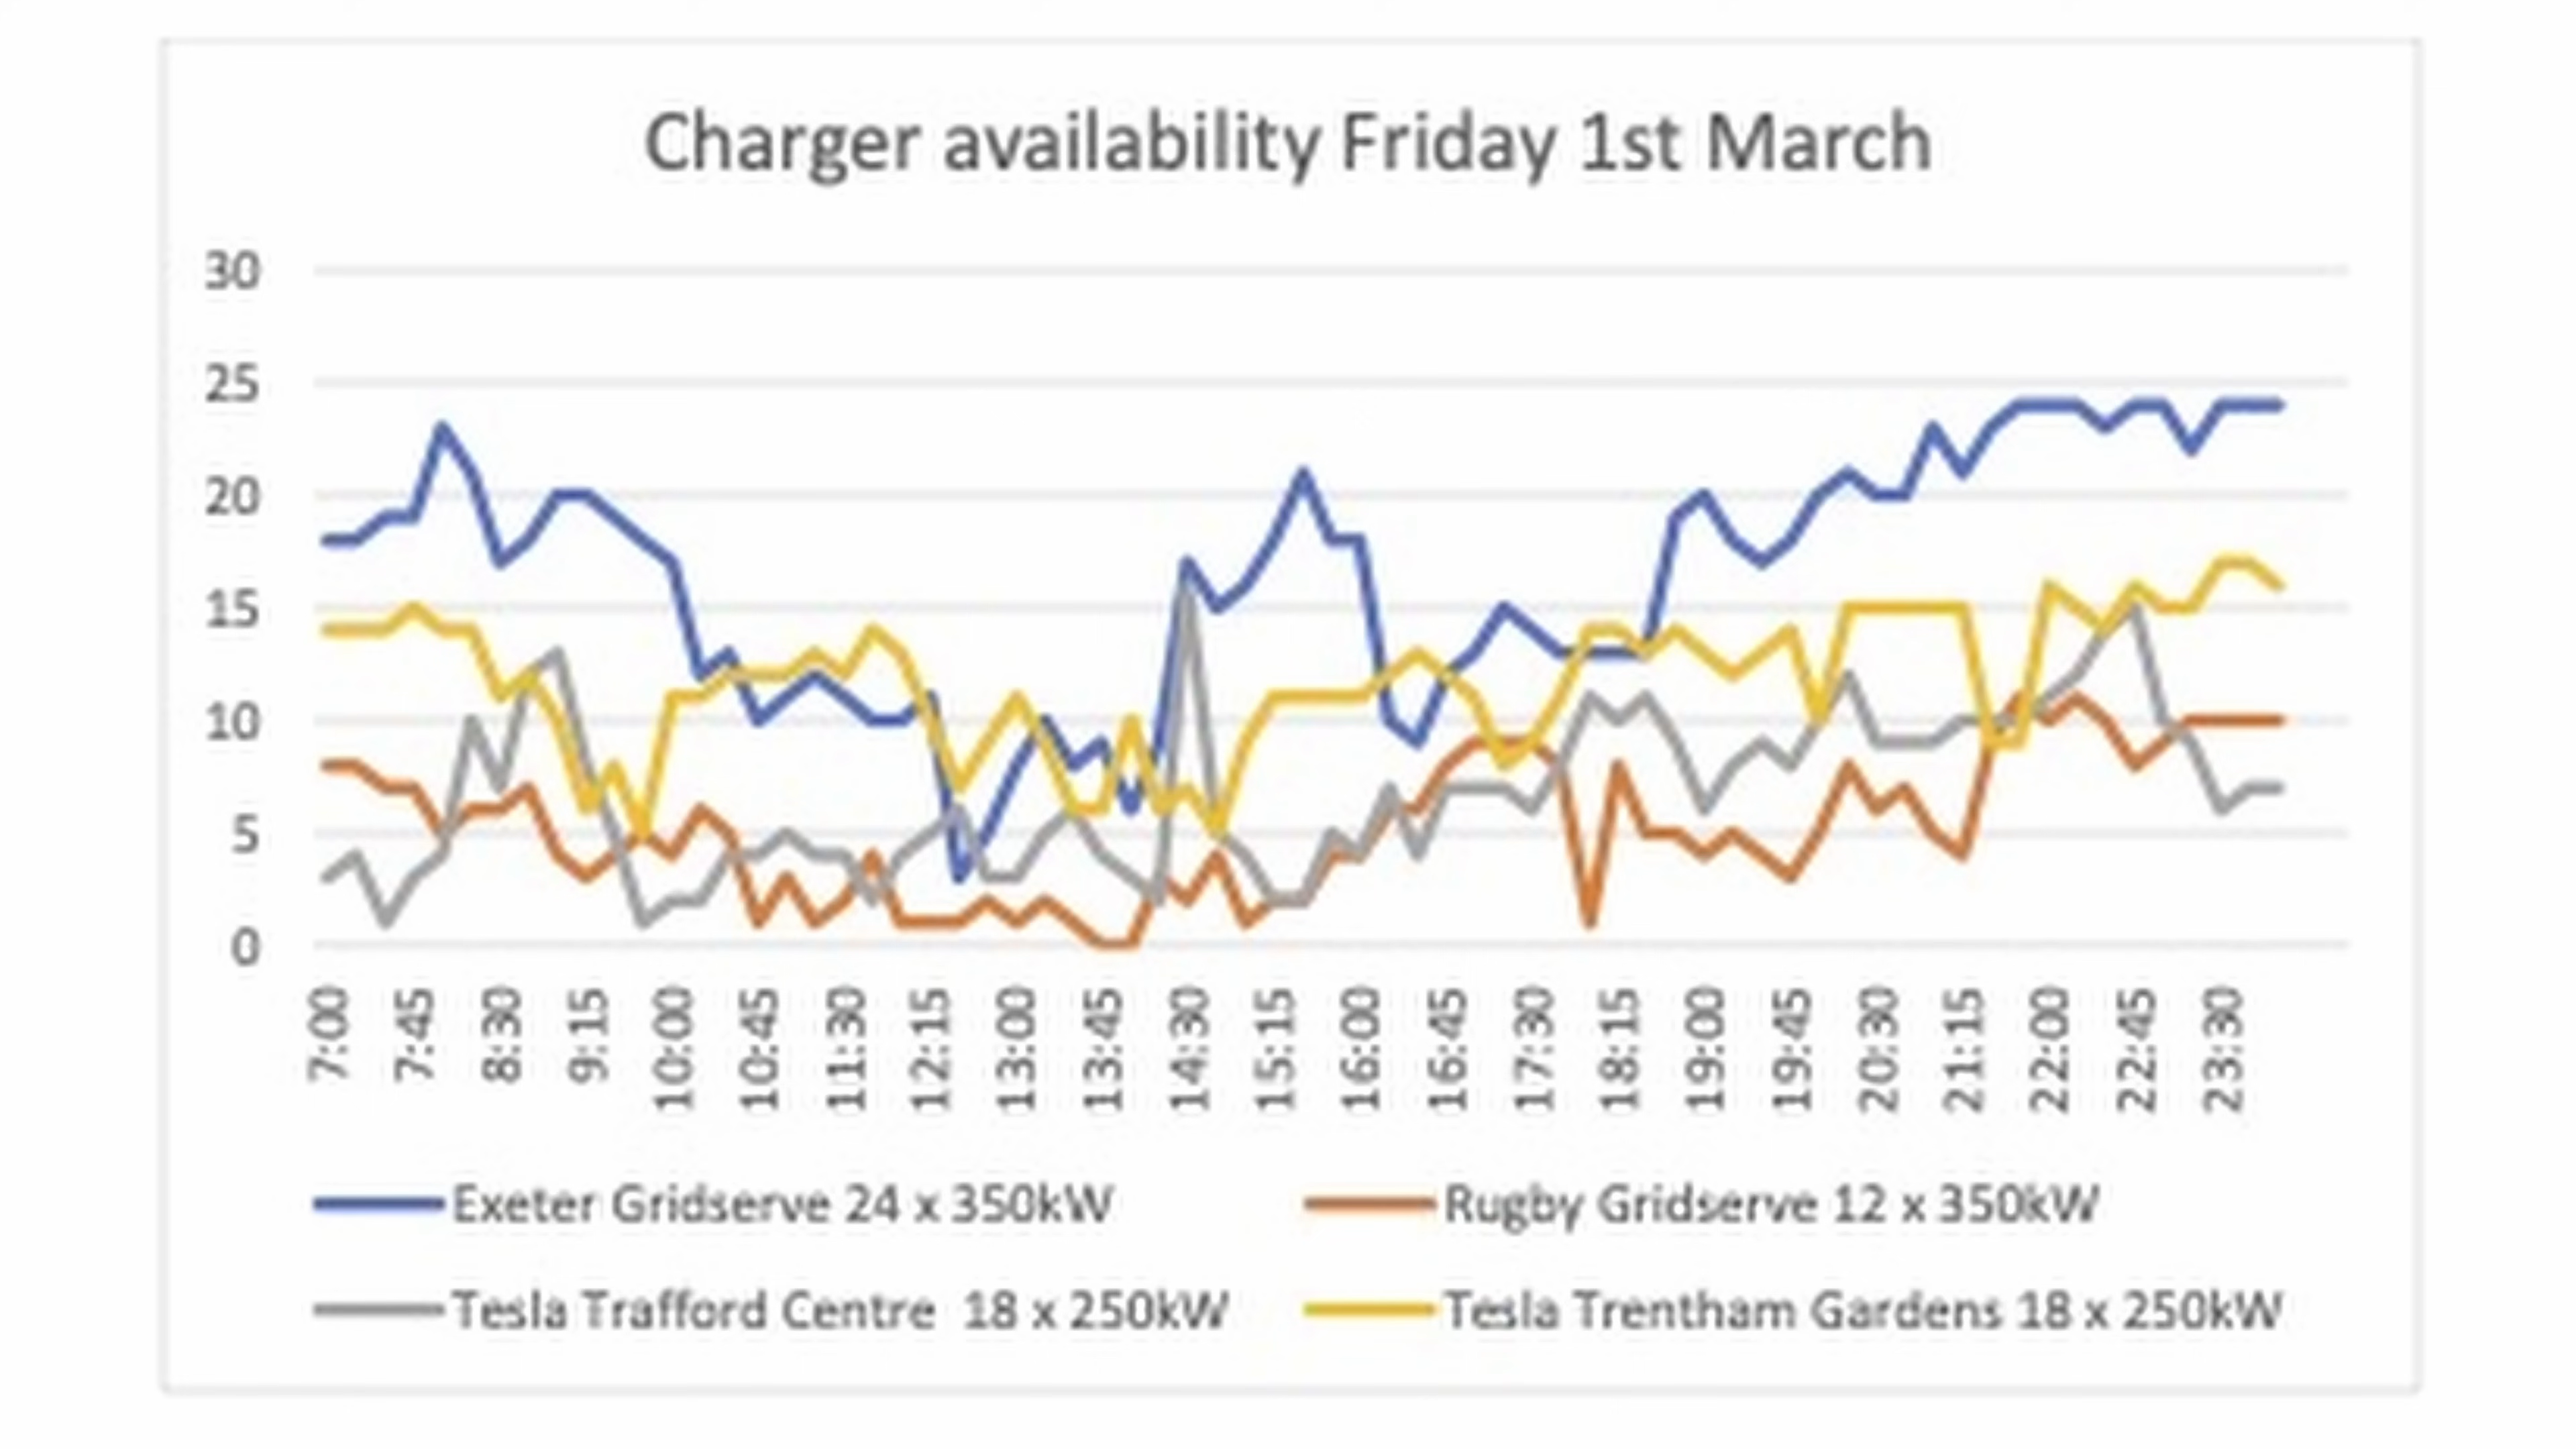 Charger availability Friday 1st March
30
25
20
15
10
5
0
7:00 7:45 8:30 9:15 10:00 10:45 11:30 12:15 13:00 13:45 14:30 15:15 16:00 16:45 17:30 18:15 19:00 19:45 20:30 21:15 22:00 22:45 23:30
Exeter Gridserve 24 x 350kW Rugby Gridserve 12 x 350kW
Tesla Trafford Centre 18 x 250kW Tesla Trentham Gardens 18 x 250kW